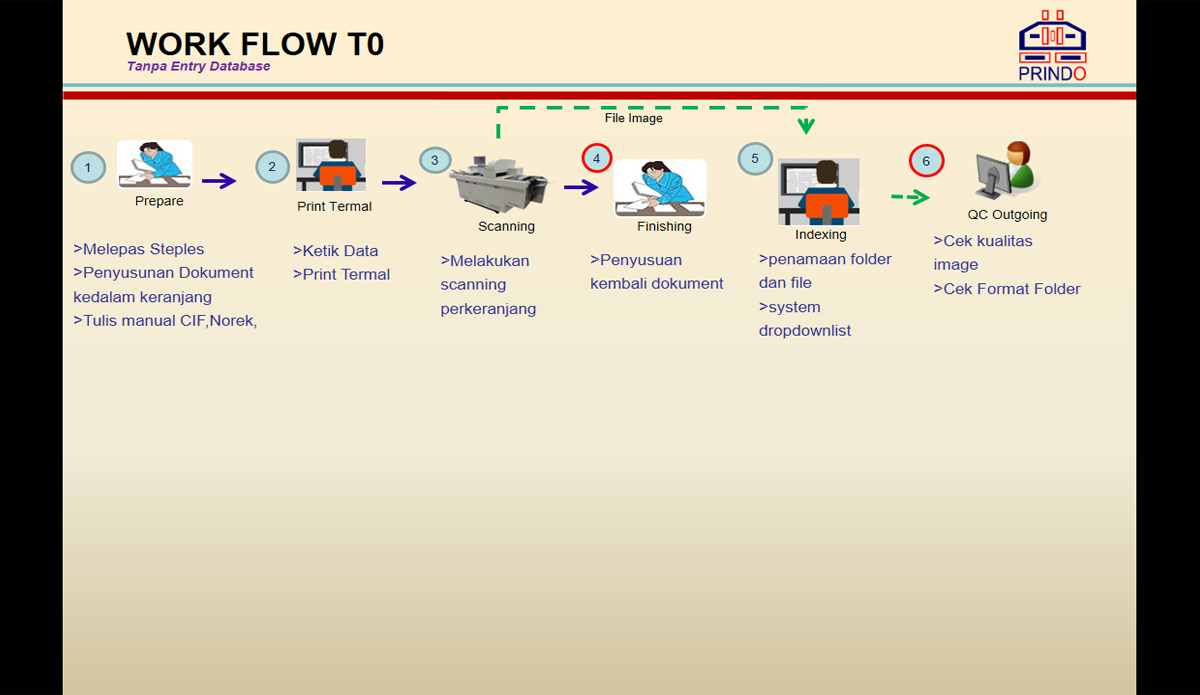 WORK FLOW T0
Tanpa Entry Database
PRINDO
File Image
1
Prepare
>Melepas Steples
>Penyusunan Dokument
kedalam keranjang
>Tulis manual CIF,Norek,
2
Print Termal
>Ketik Data
>Print Termal
3
Scanning
>Melakukan
scanning
perkeranjang
4
Finishing
>Penyusuan
kembali dokument
5
Indexing
>penamaan folder
dan file
>system
dropdownlist
6
QC Outgoing
>Cek kualitas
image
>Cek Format Folder